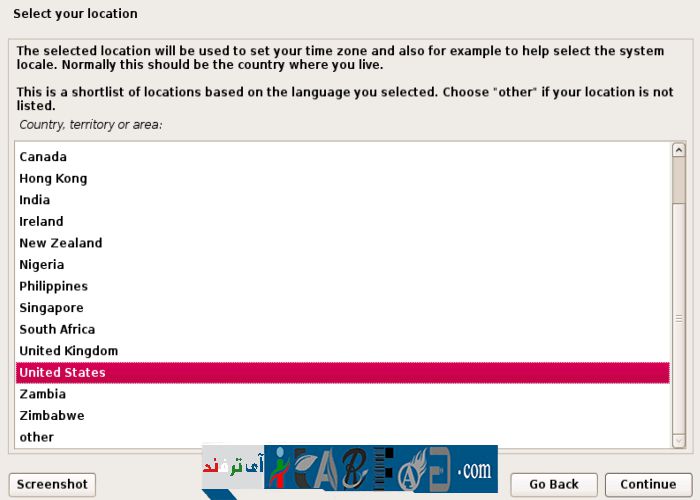 Select your location
The selected location will be used to set your time zone and also for example to help select the system
locale. Normally this should be the country where you live.
This is a shortlist of locations based on the language you selected. Choose "other" if your location is not
listed.
Country, territory or area:
Canada
Hong Kong
India
Ireland
New Zealand
Nigeria
Philippines
Singapore
South Africa
United Kingdom
United States
Zambia
Zimbabwe
other
آی ترفند
.com
Screenshot
Go Back
Continue